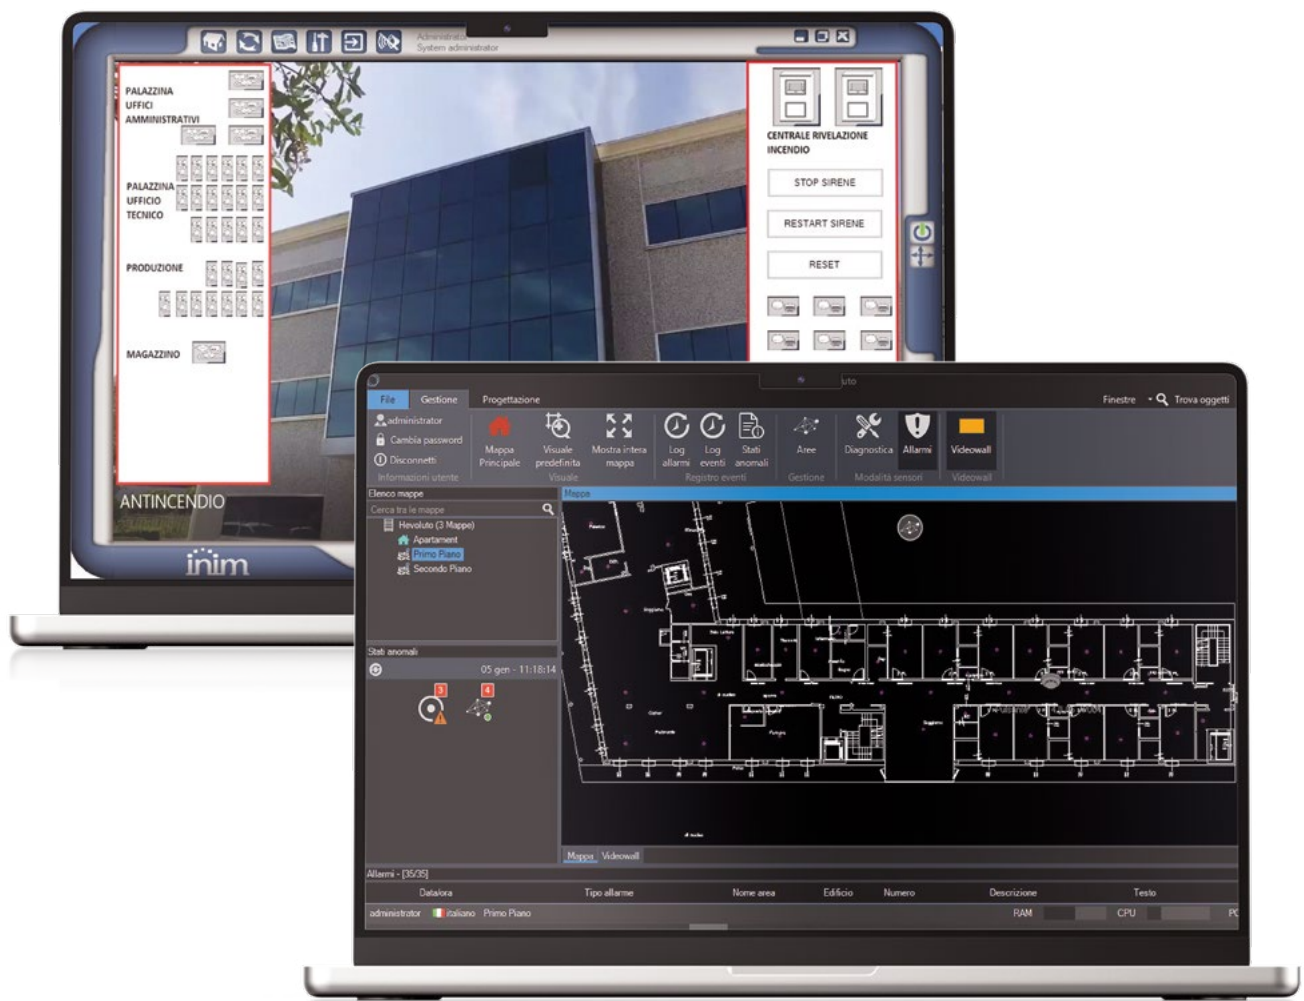 Administrator
System administrator
PALAZZINA
UFFICI
AMMINISTRATIVI
PALAZZINA
UFFICIO
TECNICO
PRODUZIONE
MAGAZZINO
ANTINCENDIO
inim
CENTRALE RIVELAZIONE
INCENDIO
STOP SIRENE
RESTART SIRENE
RESET
File Gestione Progettazione Finestre Trova oggetti
administrator
Cambia password
Disconnetti
Informazioni utente
Mappa
Principale
Visuale
predefinita
Mostra intera
mappa
Visuale
Log
allarmi
Log
eventi
Stati
anomali
Registro eventi
Aree
Gestione
Diagnostica Allarmi
Modalità sensori
Videowall
Videowall
Elenco mappe
Cerca tra le mappe
Hevoluto (3 Mappe)
Apartament
Primo Piano
Secondo Piano
Stati anomali
05 gen - 11:18:14
3 4
Mappa
Mappa Videowall
Allarmi - [35/35]
Data/ora Tipo allarme Nome area Edificio Numero Descrizione Testo
administrator italiano Primo Piano RAM CPU